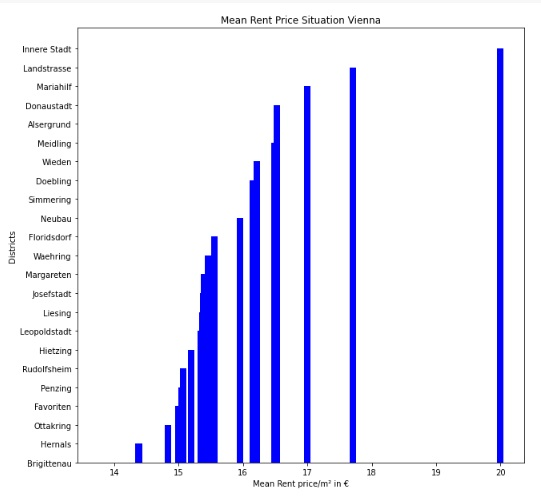 Mean Rent Price Situation Vienna
Innere Stadt
Landstrasse
Mariahilf
Donaustadt
Alsergrund
Meidling
Wieden
Doebling
Simmering
Neubau
Floridsdorf
Waehring
Margareten
Josefstadt
Liesing
Leopoldstadt
Hietzing
Rudolfsheim
Penzing
Favoriten
Ottakring
Hernals
Brigittenau
Districts
14 15 16 17 18 19 20
Mean Rent price/m² in €